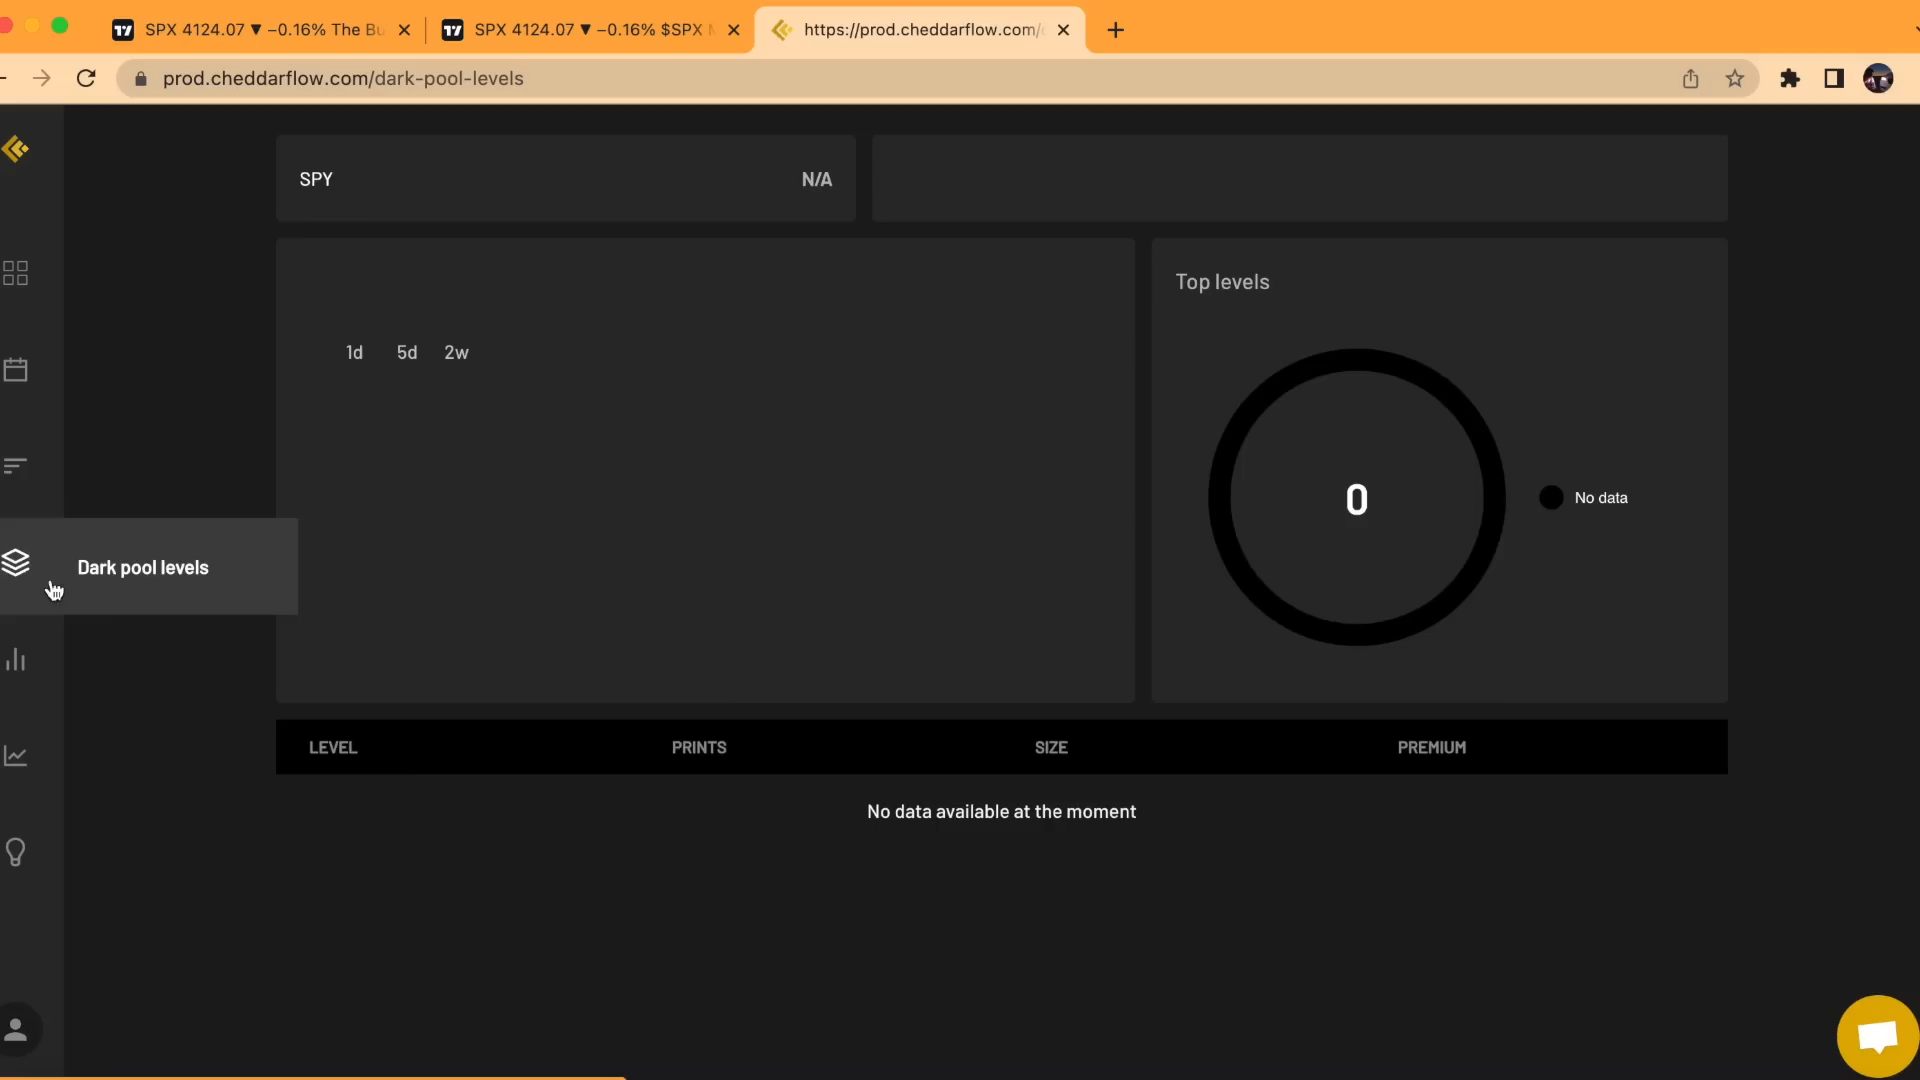 SPX 4124.07 ▼ −0.16% The Bu
SPX 4124.07 ▼ −0.16% $SPX
https://prod.cheddarflow.com/
prod.cheddarflow.com/dark-pool-levels
SPY N/A
Top levels
1d 5d 2w
0
No data
Dark pool levels
LEVEL PRINTS SIZE PREMIUM
No data available at the moment